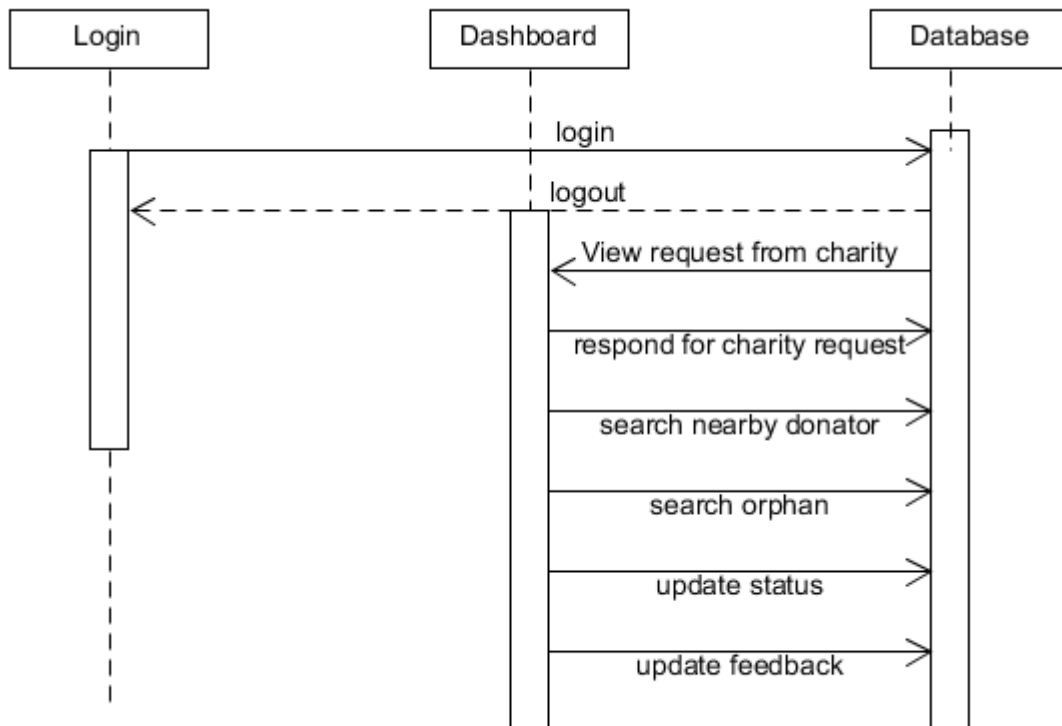 Login
Dashboard
Database
login
logout
View request from charity
respond for charity request
search nearby donator
search orphan
update status
update feedback